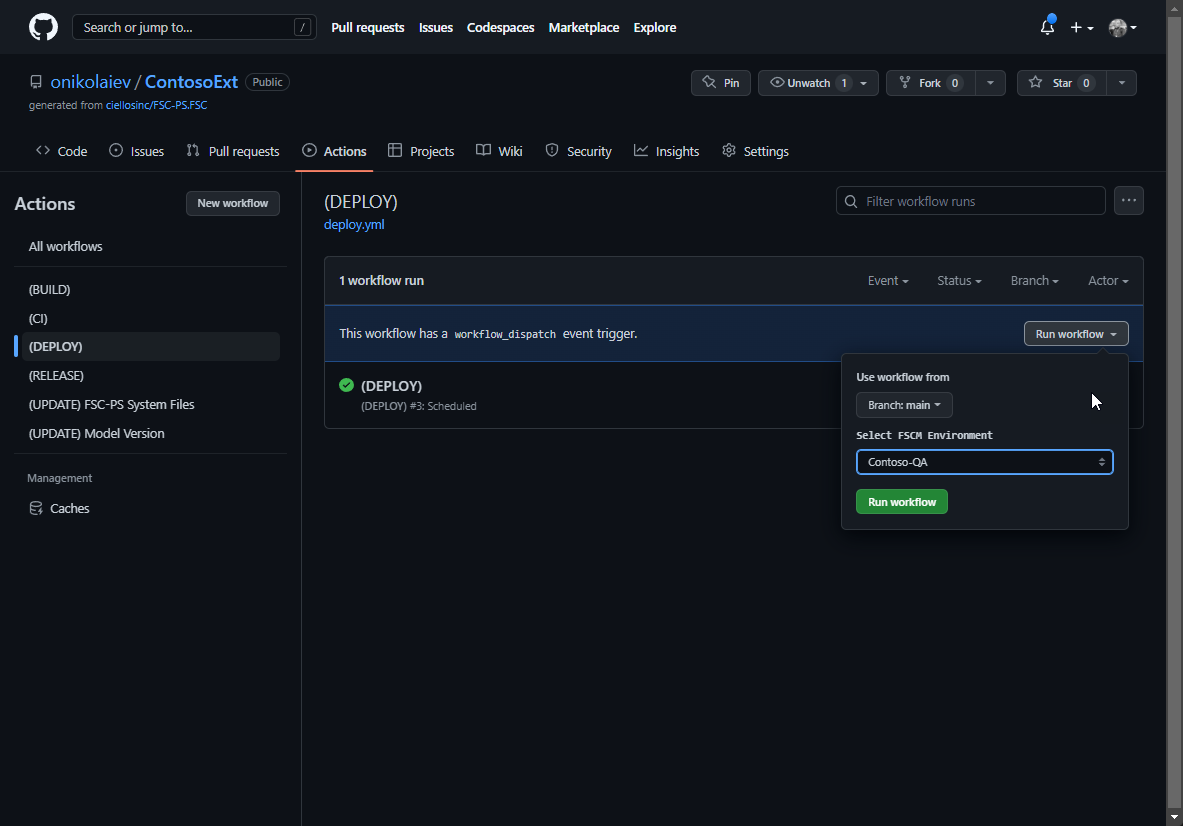 Search or jump to... /
Pull requests Issues Codespaces Marketplace Explore
onikolaiev / ContosoExt Public
generated from ciellosinc/FSC-PS.FSC
Pin Unwatch 1 Fork 0 Star 0
Code Issues Pull requests Actions Projects Wiki Security Insights Settings
Actions
New workflow
All workflows
(BUILD)
(CI)
(DEPLOY)
(RELEASE)
(UPDATE) FSC-PS System Files
(UPDATE) Model Version
Management
Caches
(DEPLOY)
deploy.yml
Filter workflow runs
1 workflow run
Event Status Branch Actor
This workflow has a workflow_dispatch event trigger.
Run workflow
(DEPLOY)
(DEPLOY) #3: Scheduled
Use workflow from
Branch: main
Select FSCM Environment
Contoso-QA
Run workflow